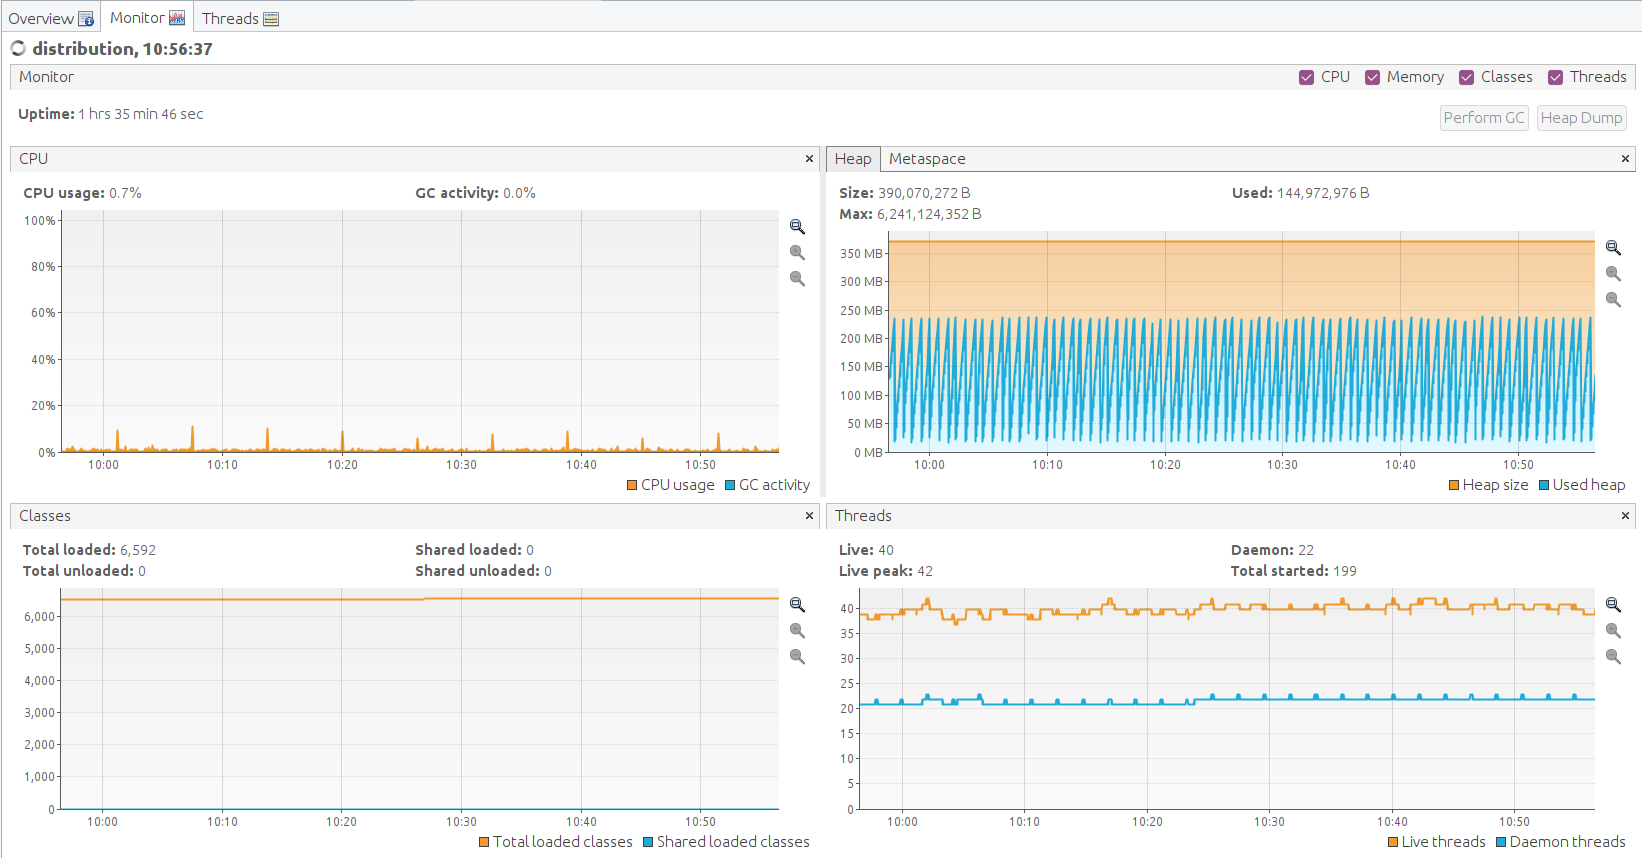 Overview Monitor Threads
distribution, 10:56:37
Monitor CPU Memory Classes Threads
Uptime: 1 hrs 35 min 46 sec
Perform GC Heap Dump
CPU
CPU usage: 0.7% GC activity: 0.0%
100%
80%
60%
40%
20%
0%
10:00 10:10 10:20 10:30 10:40 10:50
CPU usage GC activity
Heap Metaspace
Size: 390,070,272 B Used: 144,972,976 B
Max: 6,241,124,352 B
350 MB
300 MB
250 MB
200 MB
150 MB
100 MB
50 MB
0 MB
10:00 10:10 10:20 10:30 10:40 10:50
Heap size Used heap
Classes
Total loaded: 6,592 Shared loaded: 0
Total unloaded: 0 Shared unloaded: 0
6,000
5,000
4,000
3,000
2,000
1,000
0
10:00 10:10 10:20 10:30 10:40 10:50
Total loaded classes Shared loaded classes
Threads
Live: 40 Daemon: 22
Live peak: 42 Total started: 199
40
35
30
25
20
15
10
5
0
10:00 10:10 10:20 10:30 10:40 10:50
Live threads Daemon threads